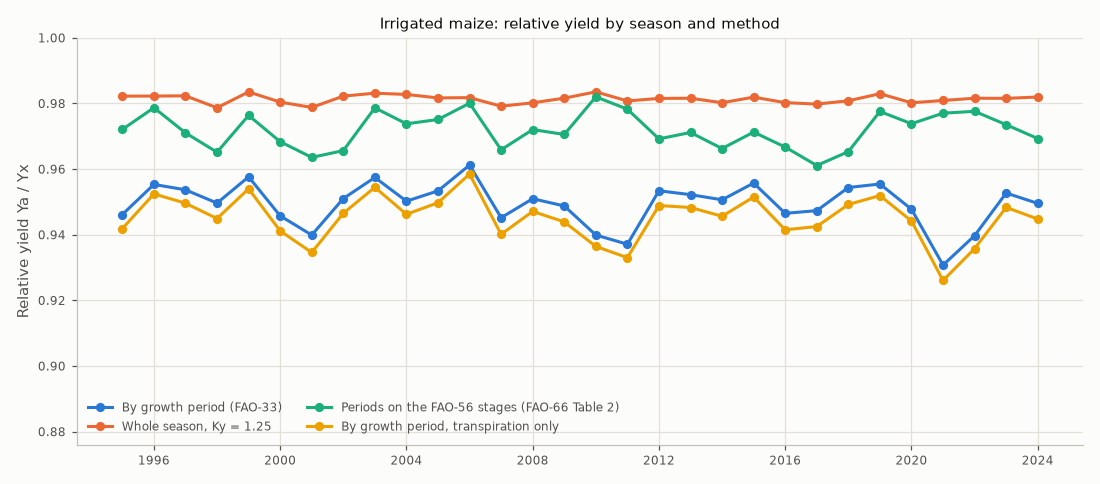 Irrigated maize: relative yield by season and method
Relative yield Ya / Yx
1.00
0.98
0.96
0.94
0.92
0.90
0.88
By growth period (FAO-33)
Whole season, Ky = 1.25
Periods on the FAO-56 stages (FAO-66 Table 2)
By growth period, transpiration only
1996
2000
2004
2008
2012
2016
2020
2024